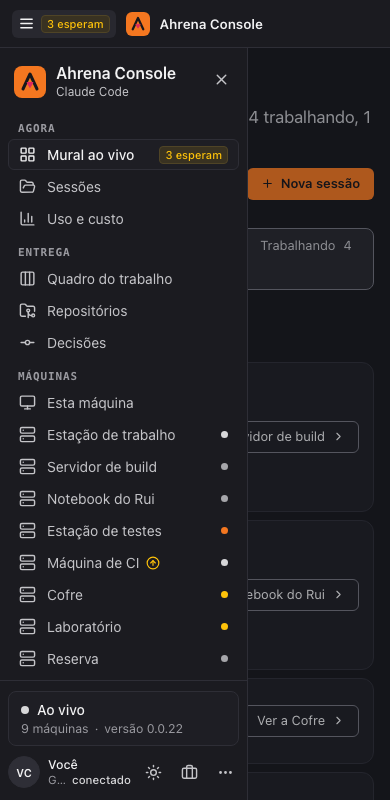 3 esperam
Ahrena Console
Ahrena Console
Claude Code
AGORA
Mural ao vivo
3 esperam
Sessões
Uso e custo
ENTREGA
Quadro do trabalho
Repositórios
Decisões
MÁQUINAS
Esta máquina
Estação de trabalho
Servidor de build
Notebook do Rui
Estação de testes
Máquina de CI
Cofre
Laboratório
Reserva
Ao vivo
9 máquinas · versão 0.0.22
VC
Você
G... conectado
4 trabalhando, 1
+ Nova sessão
Trabalhando 4
idor de build
ebook do Rui
Ver a Cofre